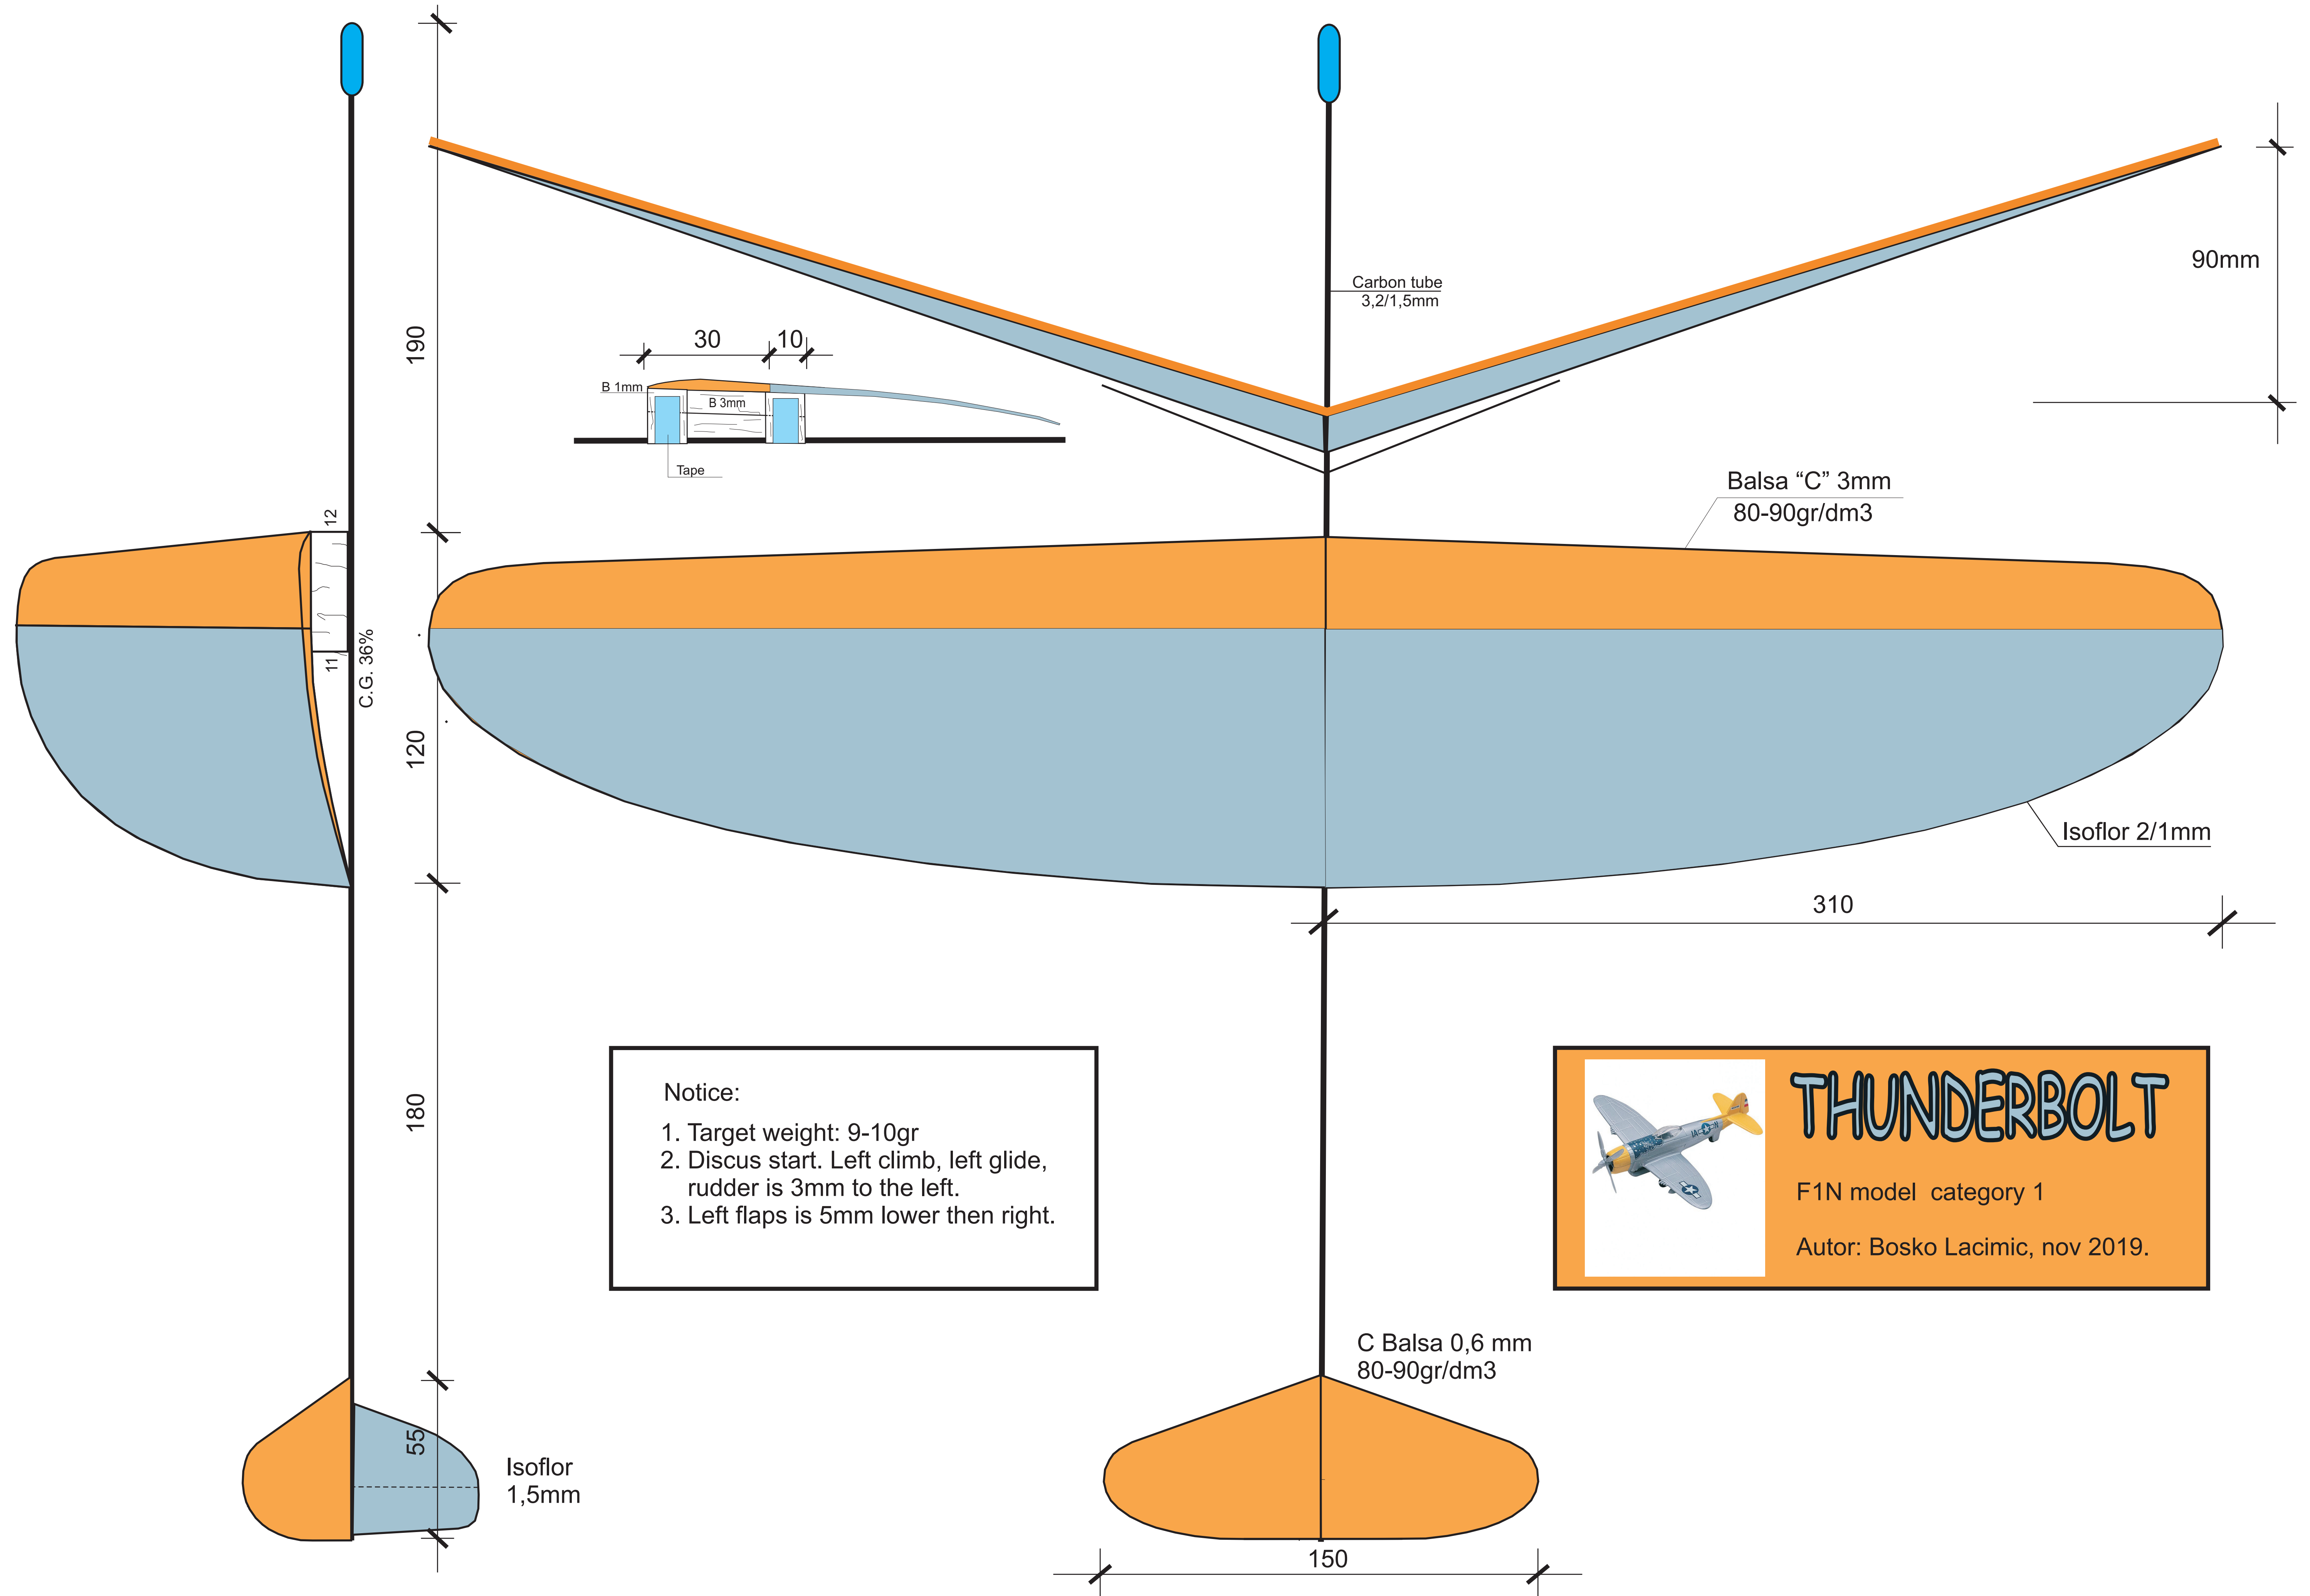 Carbon tube
3,2/1,5mm
90mm
190
30
10
B 1mm
B 3mm
Tape
Balsa “C” 3mm
80-90gr/dm3
12
11
C.G. 36%
120
Isoflor 2/1mm
310
180
Notice:
1. Target weight: 9-10gr
2. Discus start. Left climb, left glide,
rudder is 3mm to the left.
3. Left flaps is 5mm lower then right.
THUNDERBOLT
F1N model category 1
Autor: Bosko Lacimic, nov 2019.
C Balsa 0,6 mm
80-90gr/dm3
55
Isoflor
1,5mm
150